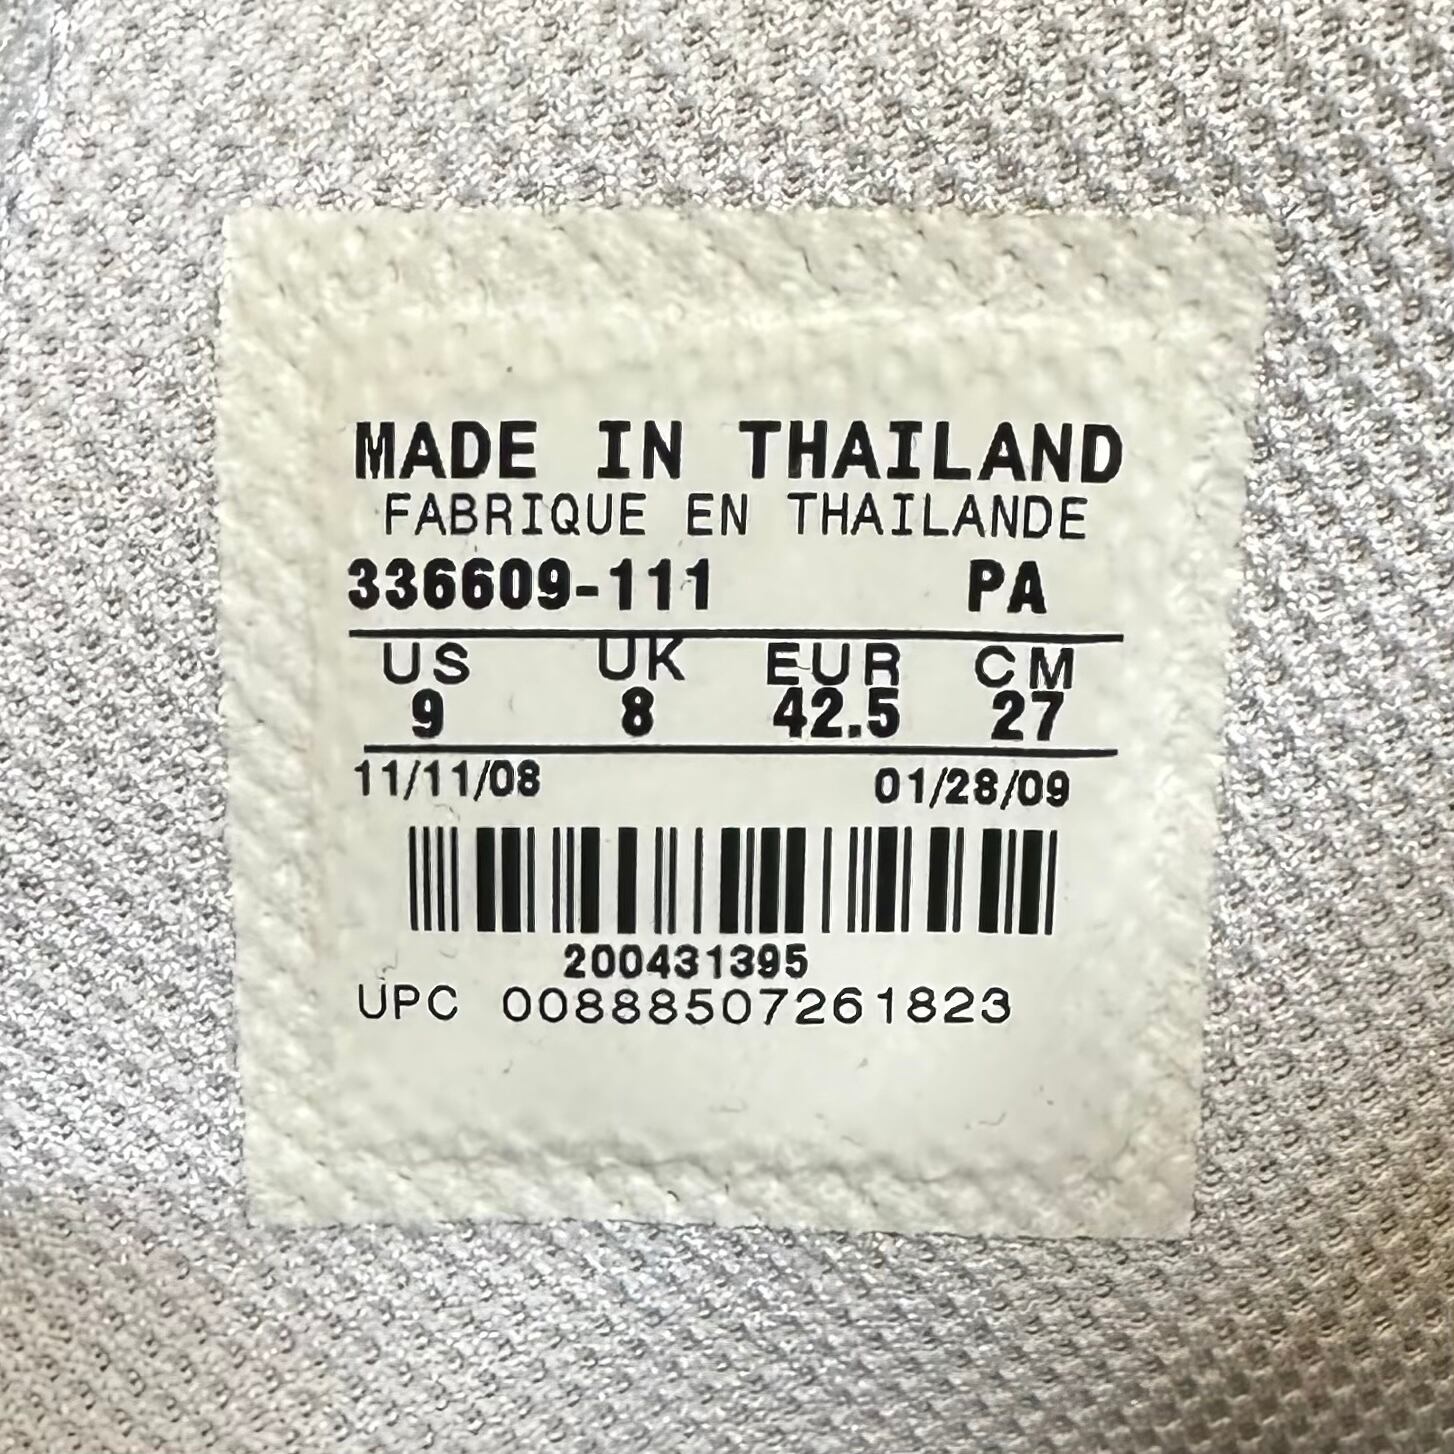 MADE IN THAILAND
FABRIQUE EN THAILANDE
336609-111 PA
US UK EUR CM
9 8 42.5 27
11/11/08 01/28/09
200431395
UPC 00888507261823